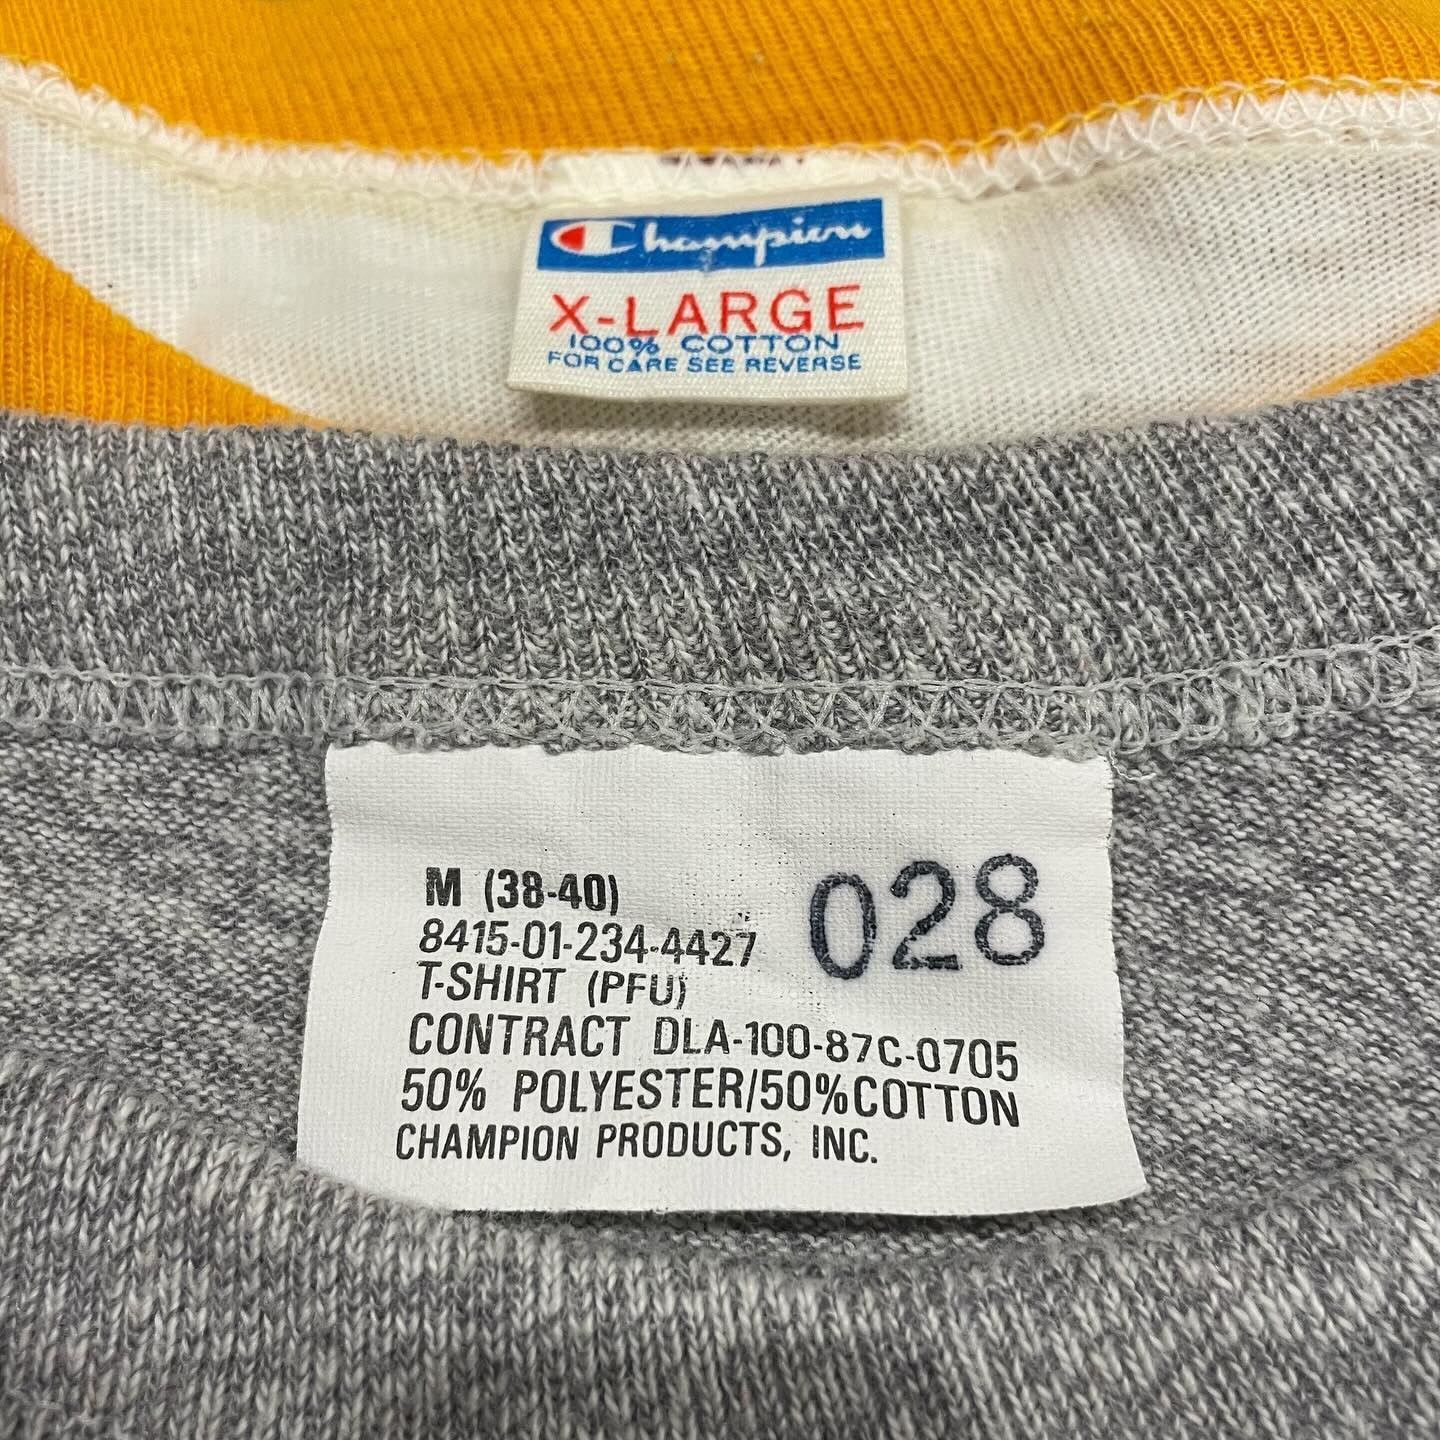 Champion
X-LARGE
100% COTTON
FOR CARE SEE REVERSE
M (38-40)
028
8415-01-234-4427
T-SHIRT (PFU)
CONTRACT DLA-100-87C-0705
50% POLYESTER/50%COTTON
CHAMPION PRODUCTS, INC.